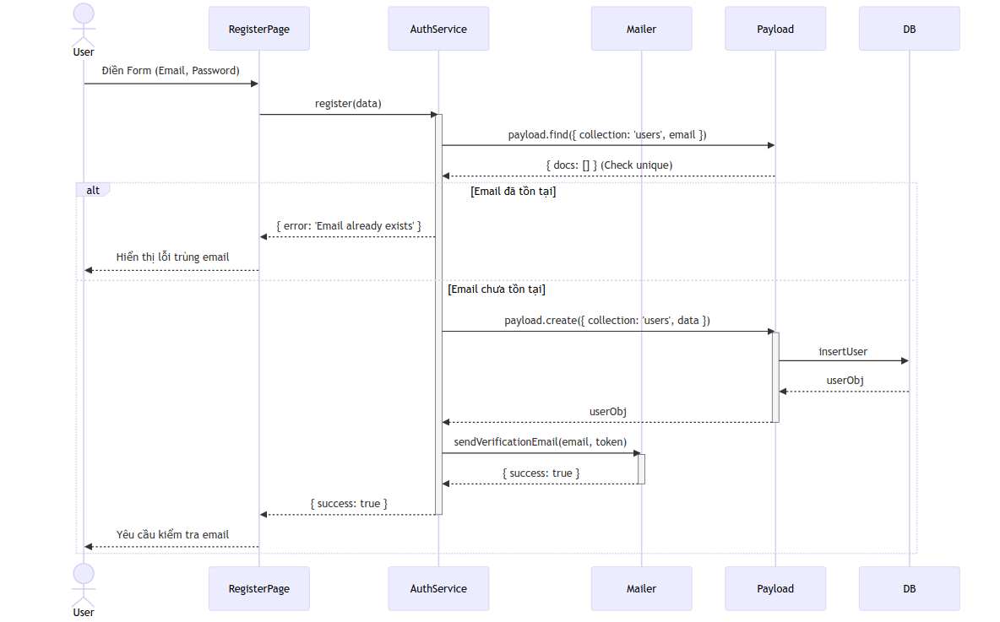 User
RegisterPage
AuthService
Mailer
Payload
DB
Điền Form (Email, Password)
register(data)
payload.find({ collection: 'users', email })
{ docs: [] } (Check unique)
alt
[Email đã tồn tại]
{ error: 'Email already exists' }
Hiển thị lỗi trùng email
[Email chưa tồn tại]
payload.create({ collection: 'users', data })
insertUser
userObj
userObj
sendVerificationEmail(email, token)
{ success: true }
{ success: true }
Yêu cầu kiểm tra email
User
RegisterPage
AuthService
Mailer
Payload
DB